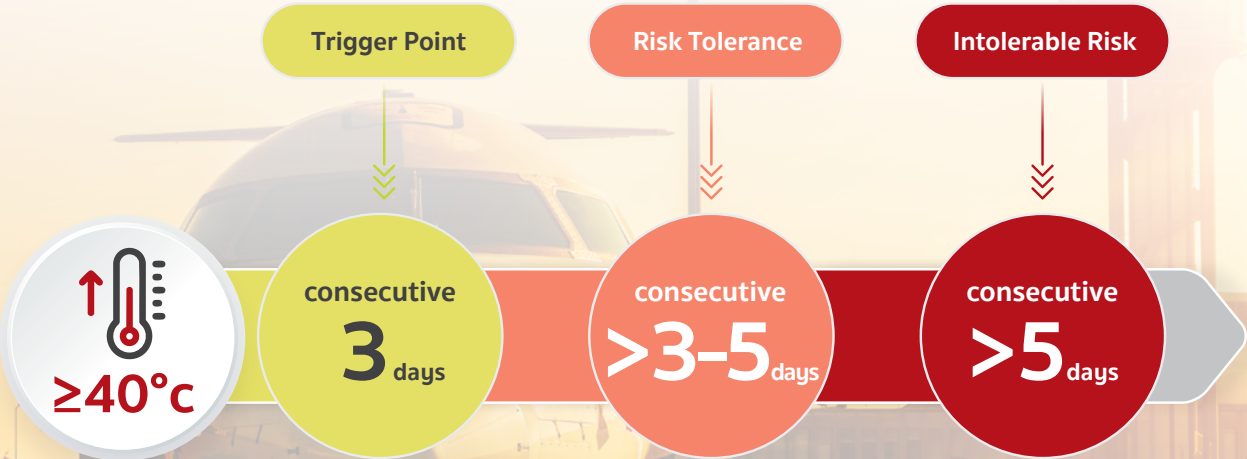 Trigger Point
Risk Tolerance
Intolerable Risk
≥40°c
consecutive
3 days
consecutive
>3-5 days
consecutive
>5 days